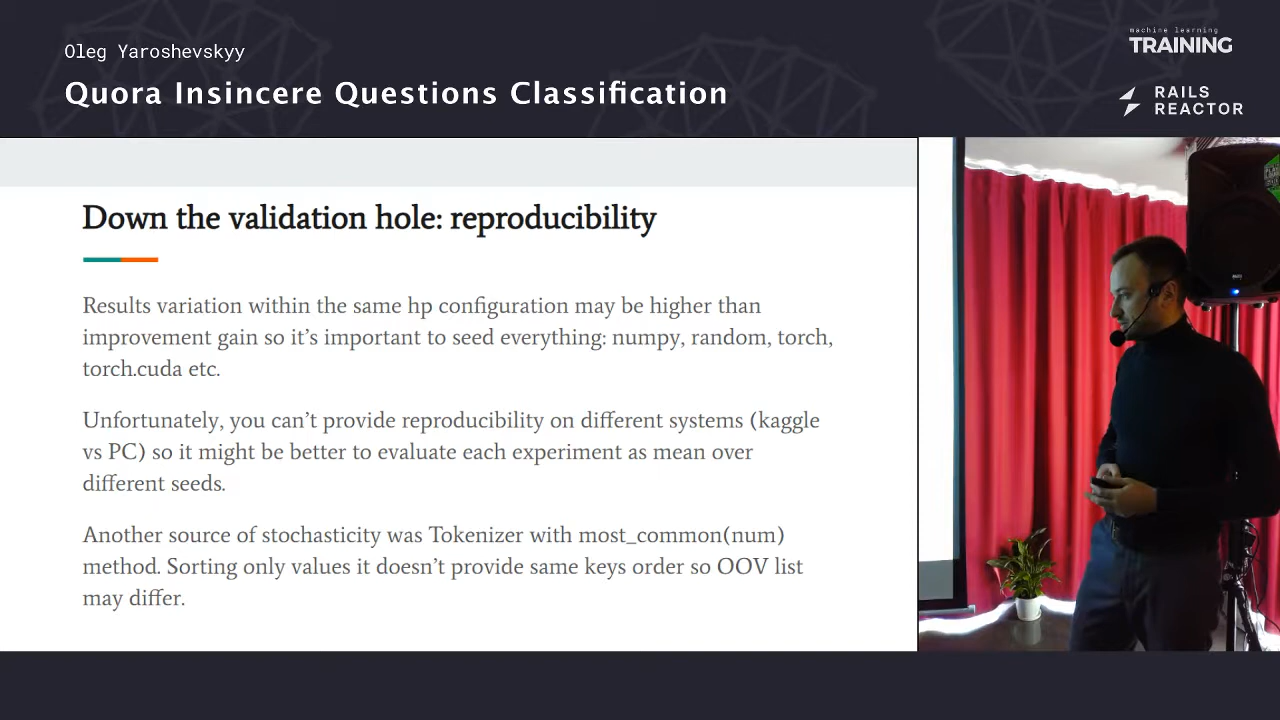 Oleg Yaroshevskyy
Quora Insincere Questions Classification
machine learning
TRAINING
RAILS
REACTOR
Down the validation hole: reproducibility
Results variation within the same hp configuration may be higher than
improvement gain so it's important to seed everything: numpy, random, torch,
torch.cuda etc.
Unfortunately, you can't provide reproducibility on different systems (kaggle
vs PC) so it might be better to evaluate each experiment as mean over
different seeds.
Another source of stochasticity was Tokenizer with most_common(num)
method. Sorting only values it doesn't provide same keys order so OOV list
may differ.